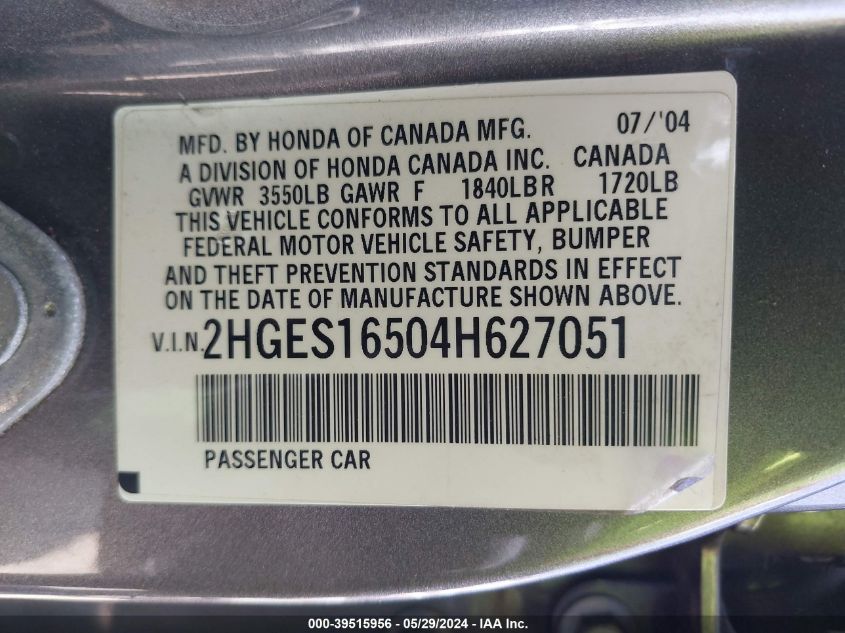 MFD. BY HONDA OF CANADA MFG. 07/'04
A DIVISION OF HONDA CANADA INC. CANADA
GVWR 3550LB GAWR F 1840LB R 1720LB
THIS VEHICLE CONFORMS TO ALL APPLICABLE
FEDERAL MOTOR VEHICLE SAFETY, BUMPER
AND THEFT PREVENTION STANDARDS IN EFFECT
ON THE DATE OF MANUFACTURE SHOWN ABOVE.
V.I.N. 2HGES16504H627051
PASSENGER CAR
000-39515956 - 05/29/2024 - IAA Inc.